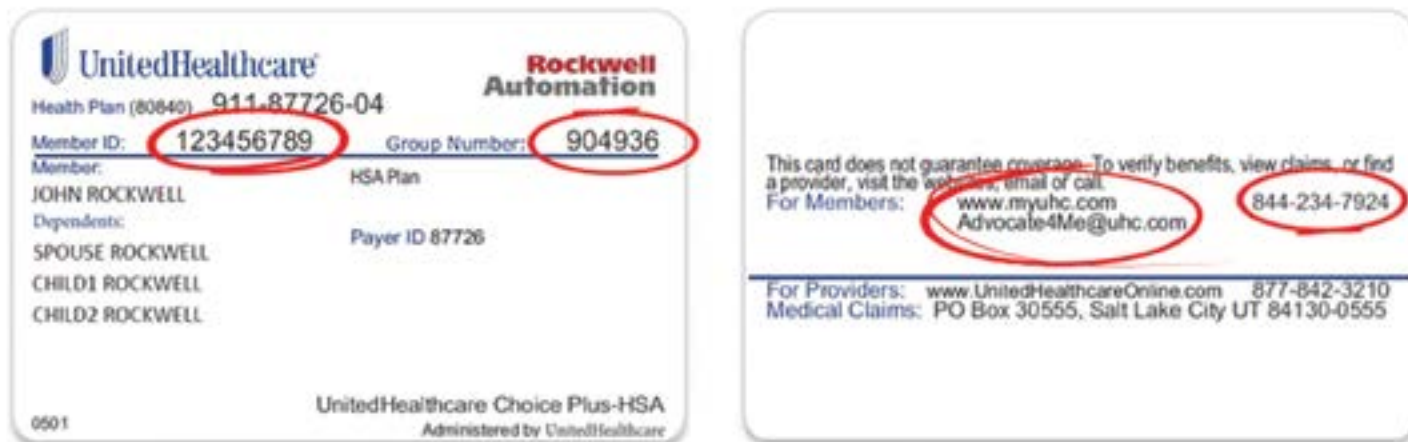 UnitedHealthcare
Rockwell
Automation
Health Plan (80840) 911-87726-04
Member ID: 123456789 Group Number: 904936
Member:
JOHN ROCKWELL
HSA Plan
Dependents:
SPOUSE ROCKWELL
Payer ID 87726
CHILD1 ROCKWELL
CHILD2 ROCKWELL
UnitedHealthcare Choice Plus-HSA
0501
Administered by UnitedHealthcare
This card does not guarantee coverage. To verify benefits, view claims, or find
a provider, visit the websites, email or call.
For Members: www.myuhc.com 844-234-7924
Advocate4Me@uhc.com
For Providers: www.UnitedHealthcareOnline.com 877-842-3210
Medical Claims: PO Box 30555, Salt Lake City UT 84130-0555